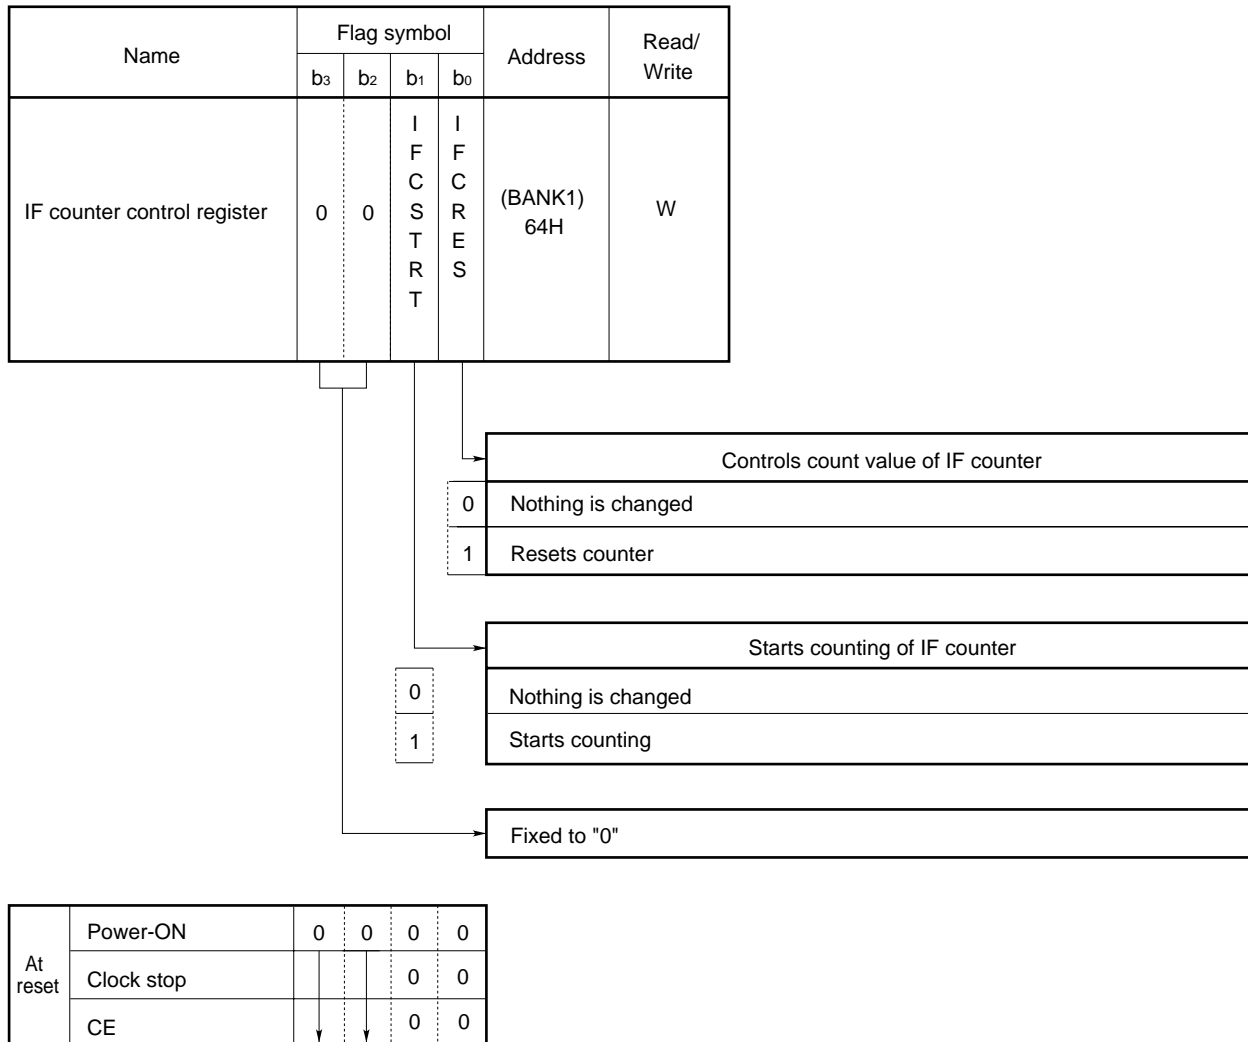 Name
Flag symbol
Address
Read/
Write
b3 b2 b1 b0
IF counter control register
0 0
I
F
C
S
T
R
T
I
F
C
R
E
S
(BANK1)
64H
W
Controls count value of IF counter
0 Nothing is changed
1 Resets counter
Starts counting of IF counter
0 Nothing is changed
1 Starts counting
Fixed to "0"
At
reset
Power-ON 0 0 0 0
Clock stop 0 0
CE 0 0